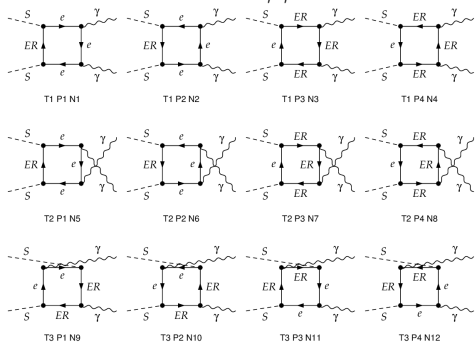 S e γ S e γ S ER γ S ER γ
ER e ER e e ER e ER
S e γ S e γ S ER γ S ER γ
T1 P1 N1 T1 P2 N2 T1 P3 N3 T1 P4 N4
S e γ S e γ S ER γ S ER γ
ER e ER e e ER e ER
S e γ S e γ S ER γ S ER γ
T2 P1 N5 T2 P2 N6 T2 P3 N7 T2 P4 N8
S γ S γ S γ S γ
e e ER ER
e ER e ER ER e ER e
S ER γ S ER γ S e γ S e γ
T3 P1 N9 T3 P2 N10 T3 P3 N11 T3 P4 N12